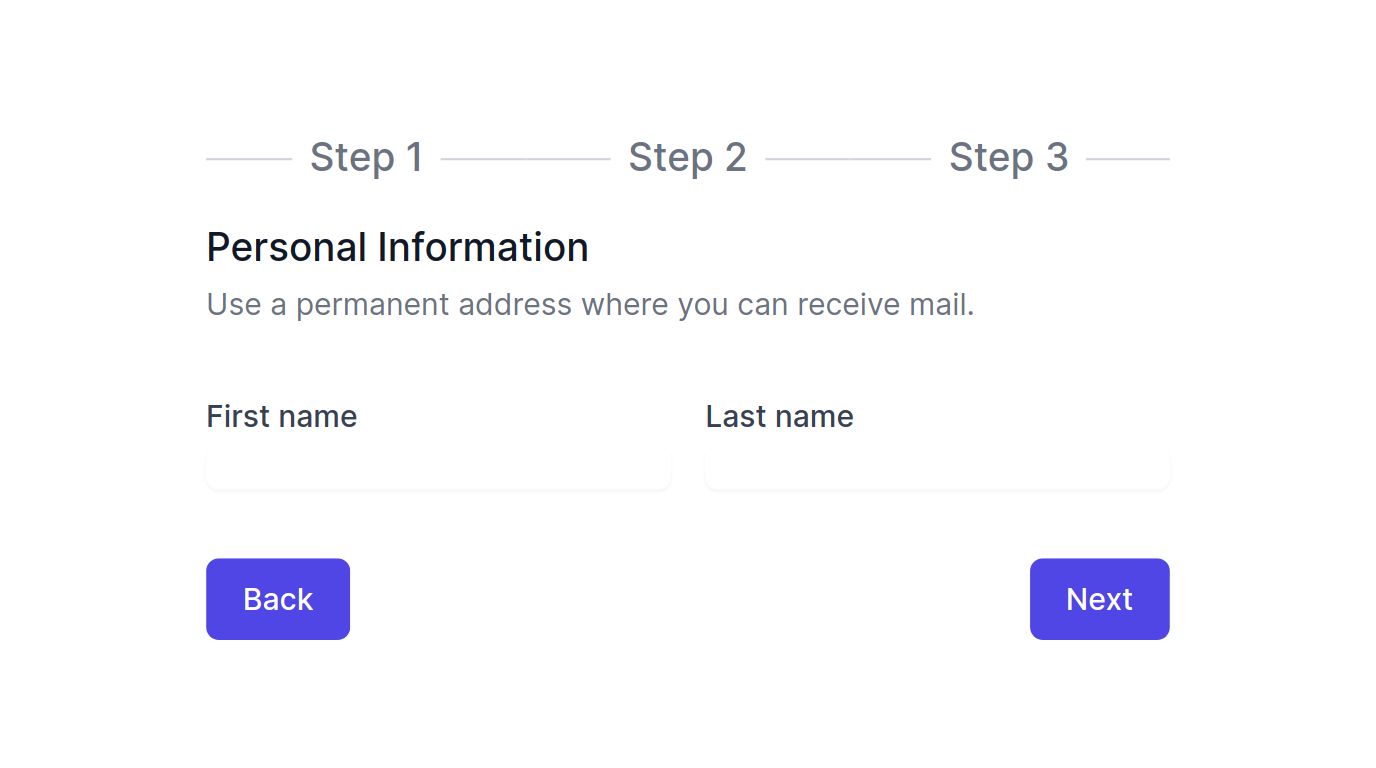 Step 1 Step 2 Step 3
Personal Information
Use a permanent address where you can receive mail.
First name Last name
Back Next